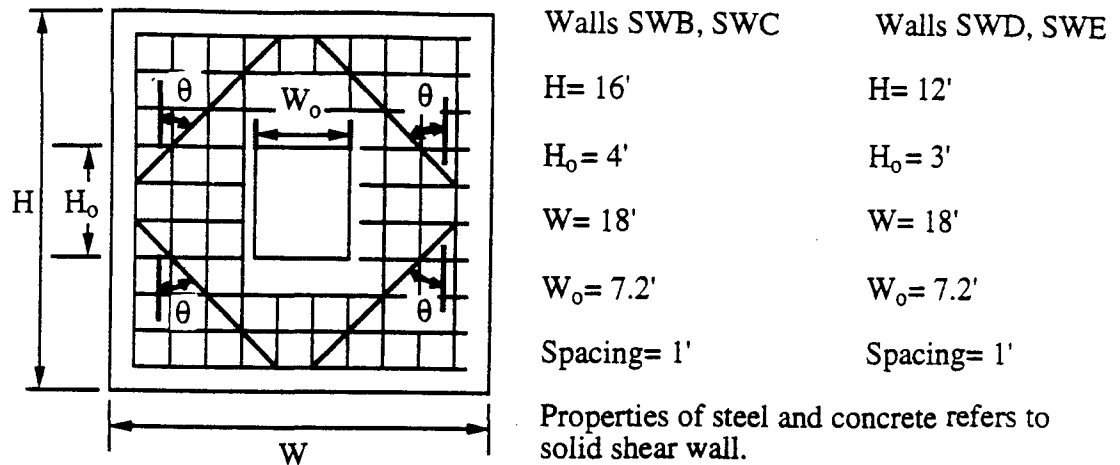 Walls SWB, SWC Walls SWD, SWE
θ θ
W₀
H= 16' H= 12'
H₀= 4' H₀= 3'
H H₀
W= 18' W= 18'
W₀= 7.2' W₀= 7.2'
θ θ
Spacing= 1' Spacing= 1'
Properties of steel and concrete refers to
solid shear wall.
W